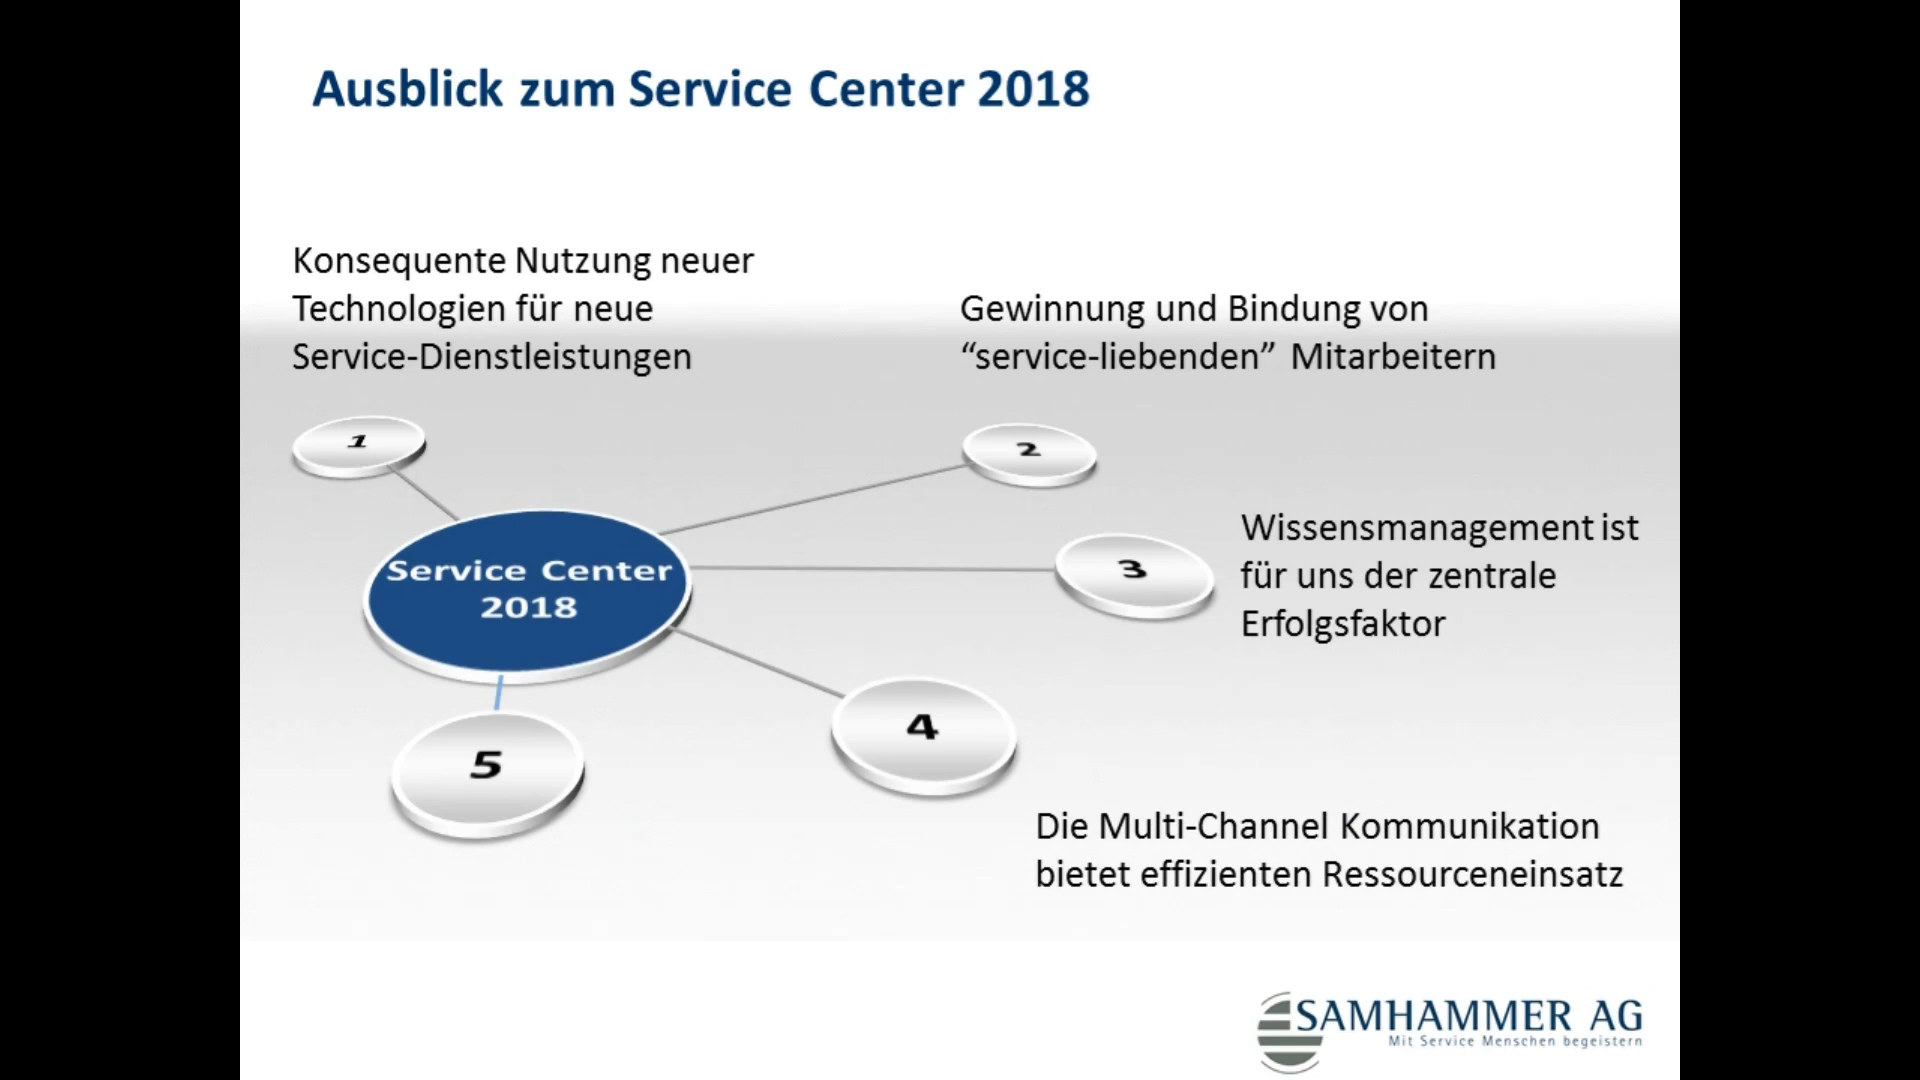 Ausblick zum Service Center 2018
Konsequente Nutzung neuer
Technologien für neue
Service-Dienstleistungen
Gewinnung und Bindung von
“service-liebenden” Mitarbeitern
1
2
Wissensmanagement ist
für uns der zentrale
Erfolgsfaktor
3
Service Center
2018
4
5
Die Multi-Channel Kommunikation
bietet effizienten Ressourceneinsatz
SAMHAMMER AG
Mit Service Menschen begeistern